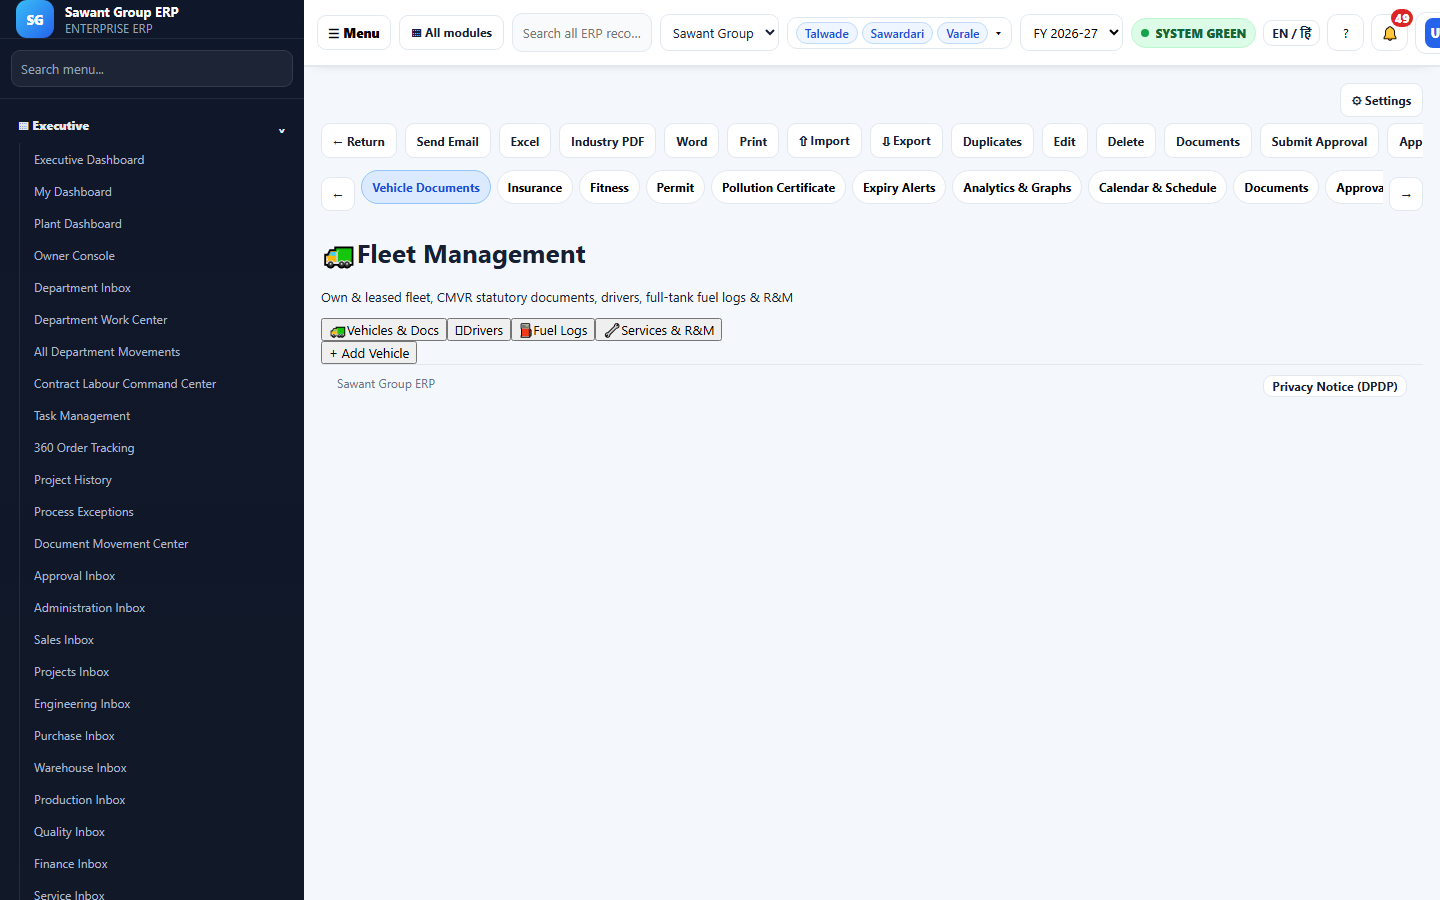 SG
Sawant Group ERP
ENTERPRISE ERP
Search menu...
Executive
Executive Dashboard
My Dashboard
Plant Dashboard
Owner Console
Department Inbox
Department Work Center
All Department Movements
Contract Labour Command Center
Task Management
360 Order Tracking
Project History
Process Exceptions
Document Movement Center
Approval Inbox
Administration Inbox
Sales Inbox
Projects Inbox
Engineering Inbox
Purchase Inbox
Warehouse Inbox
Production Inbox
Quality Inbox
Finance Inbox
Service Inbox
☰ Menu
All modules
Search all ERP reco...
Sawant Group
Talwade
Sawardari
Varale
FY 2026-27
SYSTEM GREEN
EN / हिं
?
49
U
⚙ Settings
← Return
Send Email
Excel
Industry PDF
Word
Print
⇧ Import
⇩ Export
Duplicates
Edit
Delete
Documents
Submit Approval
App
←
Vehicle Documents
Insurance
Fitness
Permit
Pollution Certificate
Expiry Alerts
Analytics & Graphs
Calendar & Schedule
Documents
Approva
→
Fleet Management
Own & leased fleet, CMVR statutory documents, drivers, full-tank fuel logs & R&M
Vehicles & Docs
Drivers
Fuel Logs
Services & R&M
+ Add Vehicle
Sawant Group ERP
Privacy Notice (DPDP)